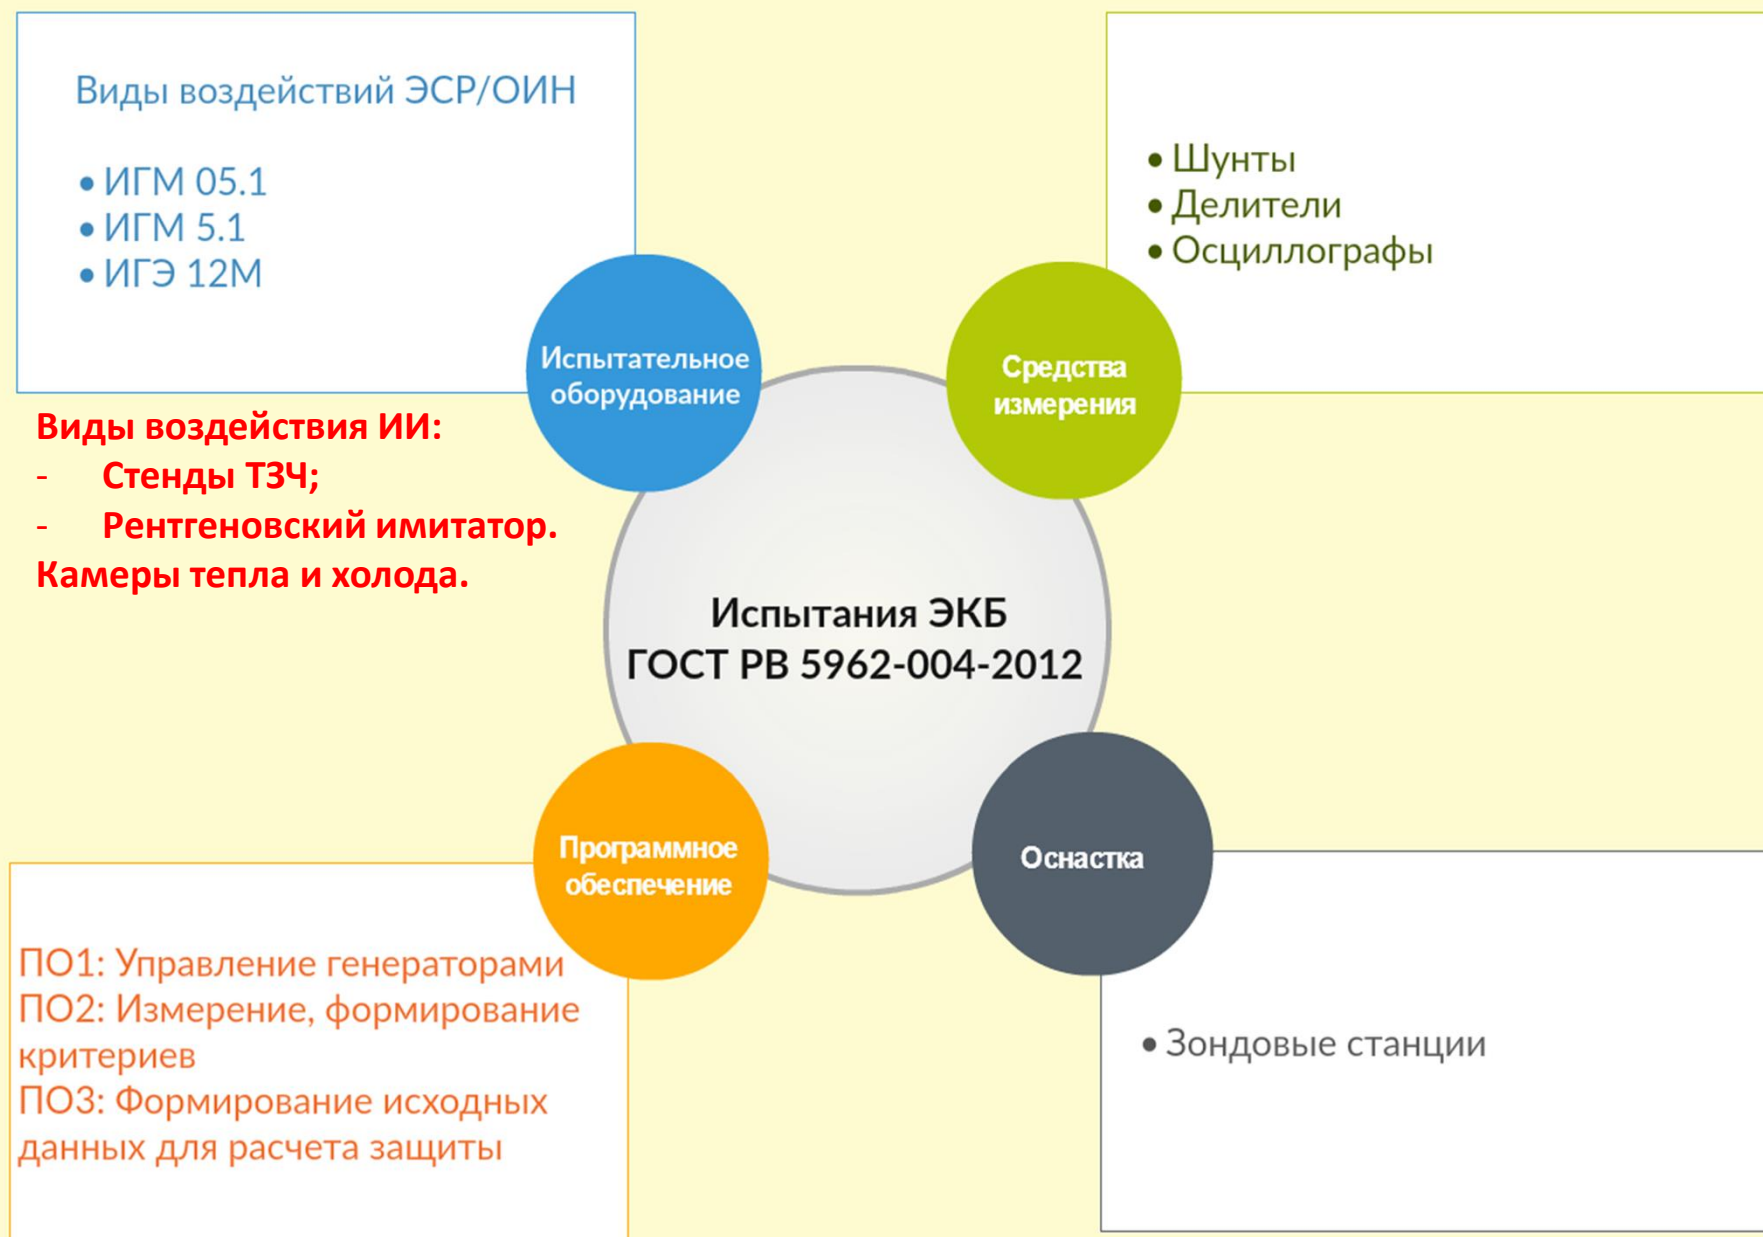 Виды воздействий ЭСР/ОИН
• ИГМ 05.1
• ИГМ 5.1
• ИГЭ 12М
• Шунты
• Делители
• Осциллографы
Испытательное
оборудование
Средства
измерения
Виды воздействия ИИ:
- Стенды ТЗЧ;
- Рентгеновский имитатор.
Камеры тепла и холода.
Испытания ЭКБ
ГОСТ РВ 5962-004-2012
Программное
обеспечение
Оснастка
ПО1: Управление генераторами
ПО2: Измерение, формирование
критериев
ПО3: Формирование исходных
данных для расчета защиты
• Зондовые станции